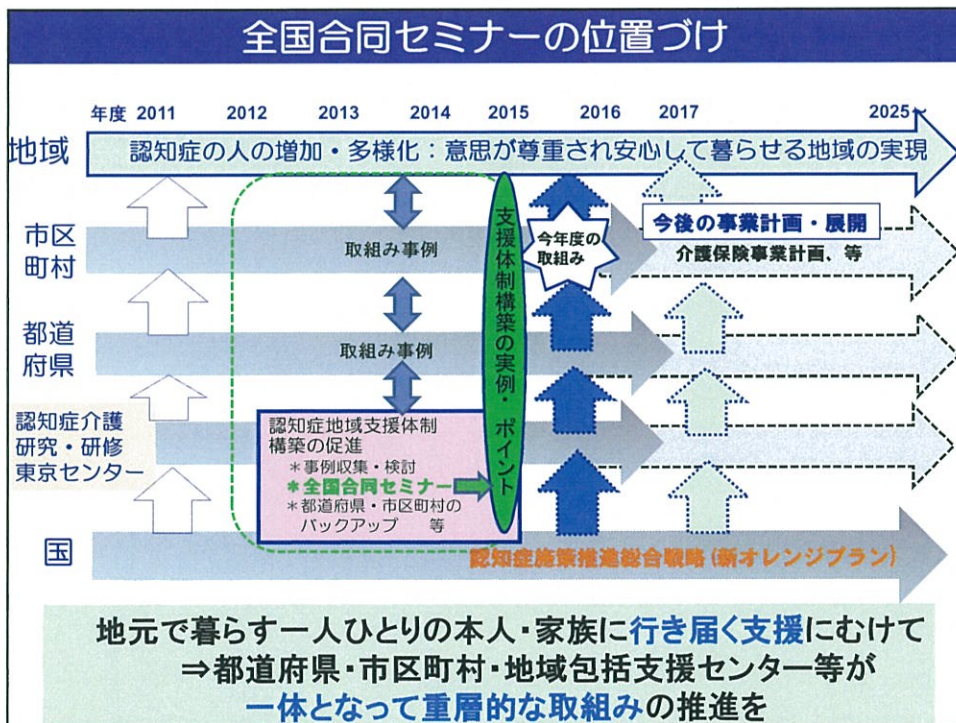 全国合同セミナーの位置づけ
年度 2011 2012 2013 2014 2015 2016 2017 2025~
地域
認知症の人の増加・多様化：意思が尊重され安心して暮らせる地域の実現
市区
町村
取組み事例
今年度の
取組み
今後の事業計画・展開
介護保険事業計画、等
都道
府県
取組み事例
支援体制構築の実例・ポイント
認知症介護
研究・研修
東京センター
認知症地域支援体制
構築の促進
＊事例収集・検討
＊全国合同セミナー
＊都道府県・市区町村の
バックアップ 等
国
認知症施策推進総合戦略(新オレンジプラン)
地元で暮らす一人ひとりの本人・家族に行き届く支援にむけて
⇒都道府県・市区町村・地域包括支援センター等が
一体となって重層的な取組みの推進を